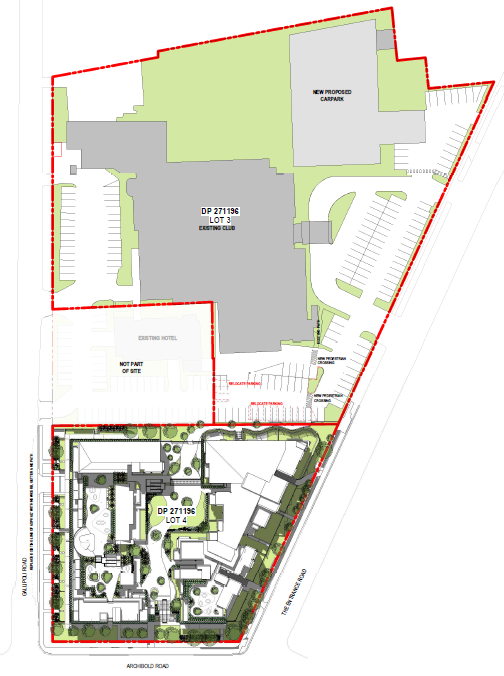 NEW PROPOSED
CARPARK
DP 271196
LOT 3
EXISTING CLUB
EXISTING HOTEL
NOT PART
OF SITE
NEW PEDESTRIAN
CROSSING
RELOCATE PARKING
NEW PEDESTRIAN
CROSSING
RELOCATE PARKING
DP 271196
LOT 4
GALLIPOLI ROAD
THE ENTRANCE ROAD
ARCHBOLD ROAD